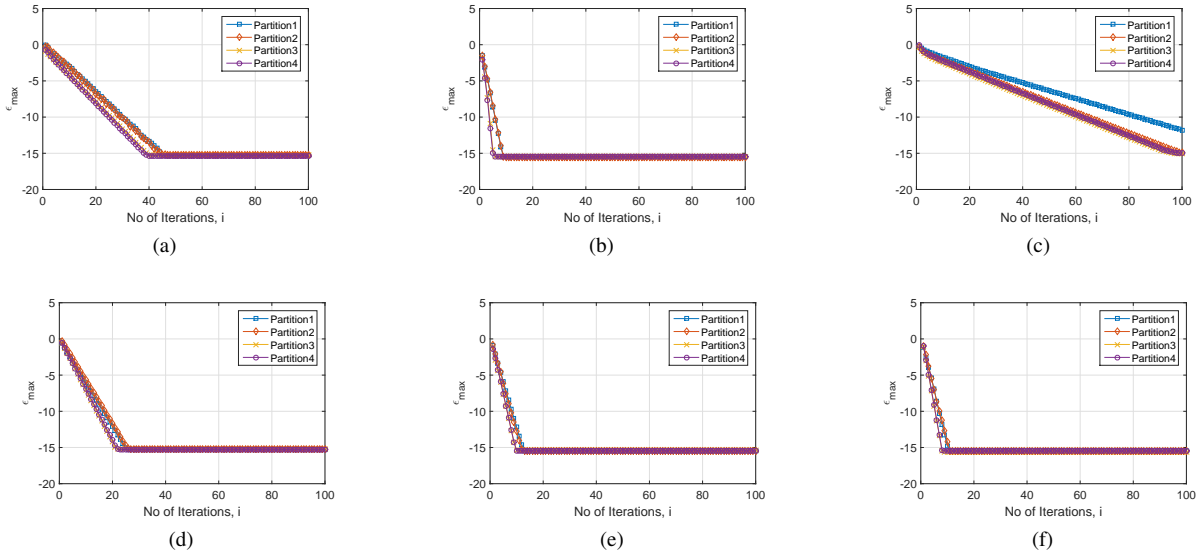 5
0
-5
-10
-15
-20
0 20 40 60 80 100
ϵmax
No of Iterations, i
Partition1
Partition2
Partition3
Partition4
(a)
5
0
-5
-10
-15
-20
0 20 40 60 80 100
ϵmax
No of Iterations, i
Partition1
Partition2
Partition3
Partition4
(b)
5
0
-5
-10
-15
-20
0 20 40 60 80 100
ϵmax
No of Iterations, i
Partition1
Partition2
Partition3
Partition4
(c)
5
0
-5
-10
-15
-20
0 20 40 60 80 100
ϵmax
No of Iterations, i
Partition1
Partition2
Partition3
Partition4
(d)
5
0
-5
-10
-15
-20
0 20 40 60 80 100
ϵmax
No of Iterations, i
Partition1
Partition2
Partition3
Partition4
(e)
5
0
-5
-10
-15
-20
0 20 40 60 80 100
ϵmax
No of Iterations, i
Partition1
Partition2
Partition3
Partition4
(f)